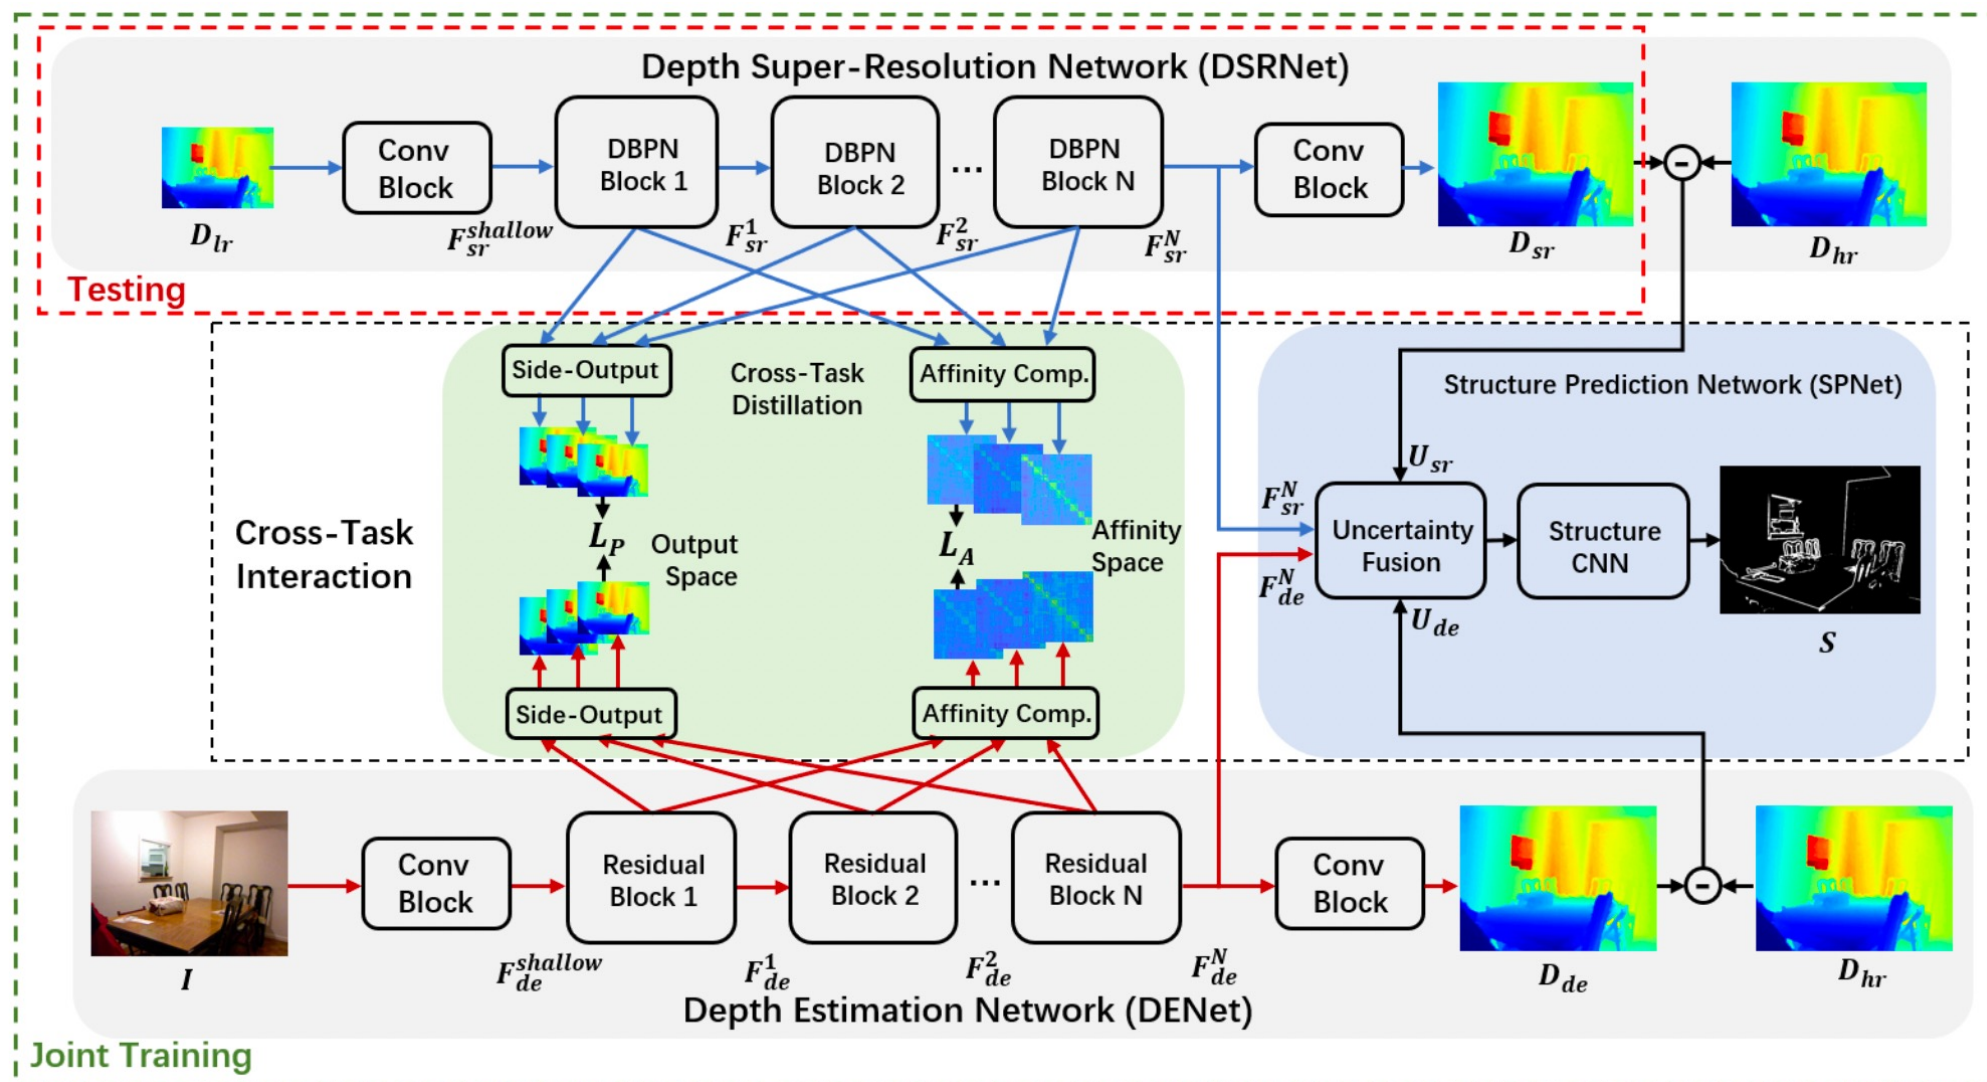 Depth Super-Resolution Network (DSRNet)
Conv
Block
DBPN
Block 1
DBPN
Block 2
...
DBPN
Block N
Conv
Block
D_lr
F_sr^shallow
F_sr^1
F_sr^2
F_sr^N
D_sr
-
D_hr
Testing
Side-Output
Cross-Task
Distillation
Affinity Comp.
Structure Prediction Network (SPNet)
Cross-Task
Interaction
L_P
Output
Space
L_A
Affinity
Space
U_sr
F_sr^N
F_de^N
Uncertainty
Fusion
Structure
CNN
U_de
S
Side-Output
Affinity Comp.
Conv
Block
Residual
Block 1
Residual
Block 2
...
Residual
Block N
Conv
Block
-
I
F_de^shallow
F_de^1
F_de^2
F_de^N
D_de
D_hr
Depth Estimation Network (DENet)
Joint Training